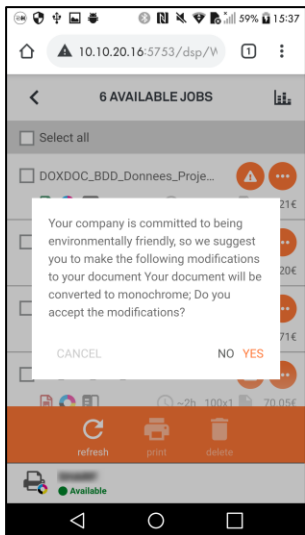 59% 15:37
10.10.20.16:5753/dsp/W 1
6 AVAILABLE JOBS
Select all
DOXDOC_BDD_Donnees_Proje...
21€
Your company is committed to being
environmentally friendly, so we suggest
you to make the following modifications
to your document Your document will be
converted to monochrome; Do you
accept the modifications?
20€
71€
CANCEL NO YES
~2h 100x1 70.05€
refresh print delete
Available